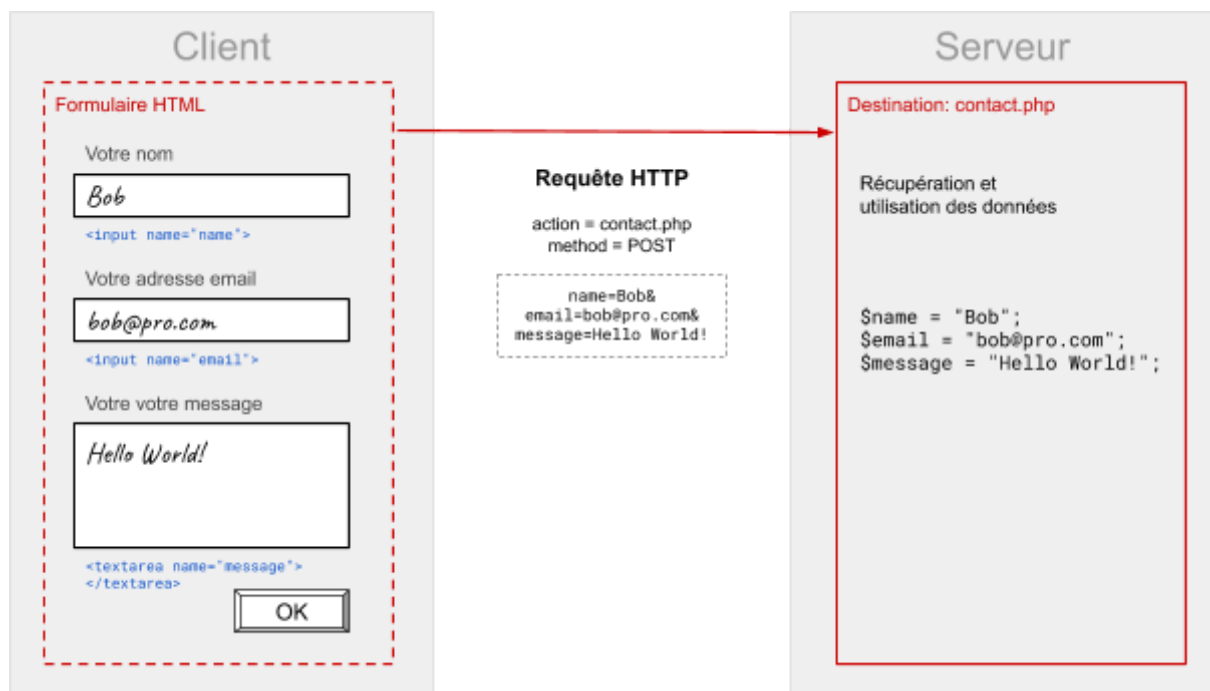 Client
Formulaire HTML
Votre nom
Bob
<input name="name">
Votre adresse email
bob@pro.com
<input name="email">
Votre votre message
Hello World!
<textarea name="message">
</textarea>
OK
Requête HTTP
action = contact.php
method = POST
name=Bob&
email=bob@pro.com&
message=Hello World!
Serveur
Destination: contact.php
Récupération et
utilisation des données
$name = "Bob";
$email = "bob@pro.com";
$message = "Hello World!";